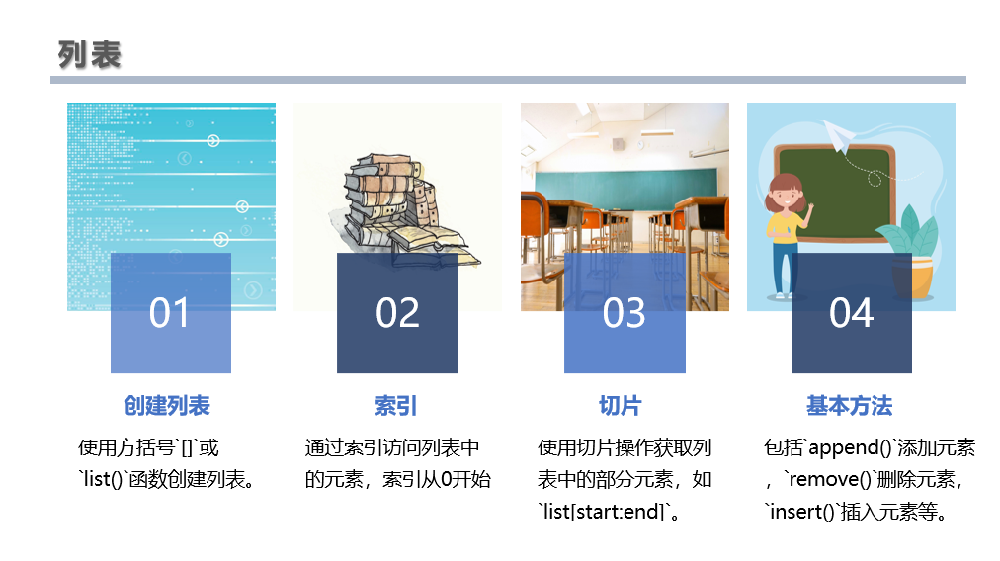 列表
01
02
03
04
创建列表
索引
切片
基本方法
使用方括号`[]`或
`list()`函数创建列表。
通过索引访问列表中
的元素，索引从0开始
使用切片操作获取列
表中的部分元素，如
`list[start:end]`。
包括`append()`添加元素
，`remove()`删除元素，
`insert()`插入元素等。